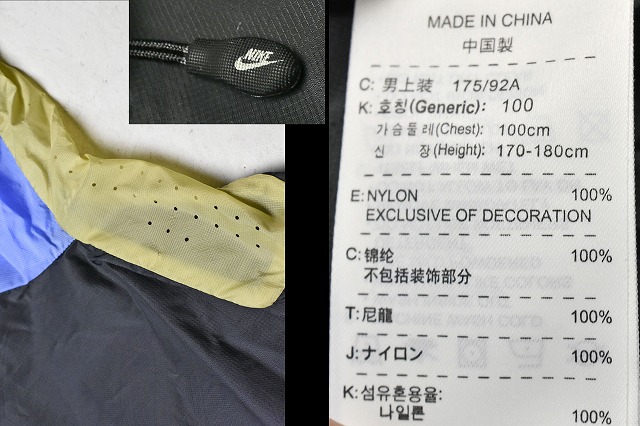 NIKE
MADE IN CHINA
中国製
C: 男上装 175/92A
K: 호칭(Generic): 100
가슴둘레(Chest): 100cm
신 장(Height): 170-180cm
E: NYLON 100%
EXCLUSIVE OF DECORATION
C: 锦纶 100%
不包括装饰部分
T: 尼龍 100%
J: ナイロン 100%
K: 섬유혼용율:
나일론 100%